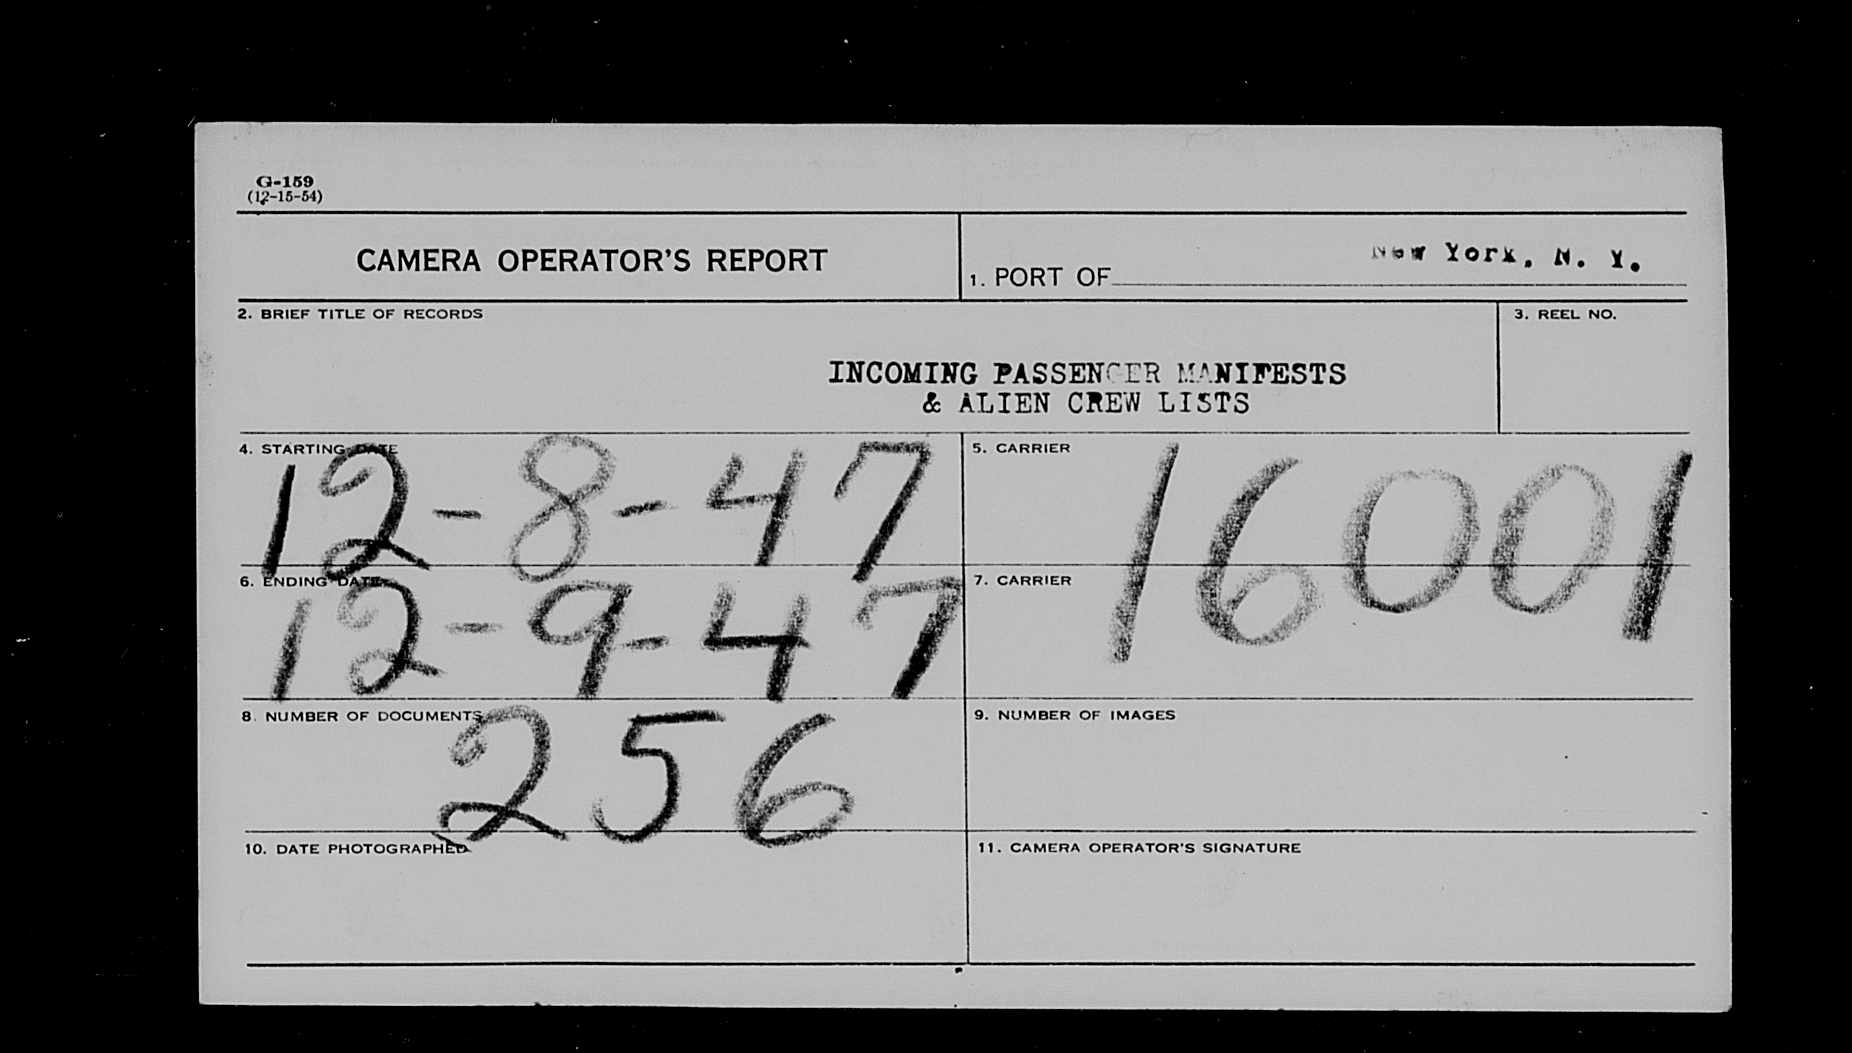 G-159
(12-15-54)
CAMERA OPERATOR'S REPORT
1. PORT OF New York, N. Y.
2. BRIEF TITLE OF RECORDS
3. REEL NO.
INCOMING PASSENGER MANIFESTS
& ALIEN CREW LISTS
4. STARTING DATE
12-8-47
5. CARRIER
16001
6. ENDING DATE
12-9-47
7. CARRIER
8. NUMBER OF DOCUMENTS
256
9. NUMBER OF IMAGES
10. DATE PHOTOGRAPHED
11. CAMERA OPERATOR'S SIGNATURE